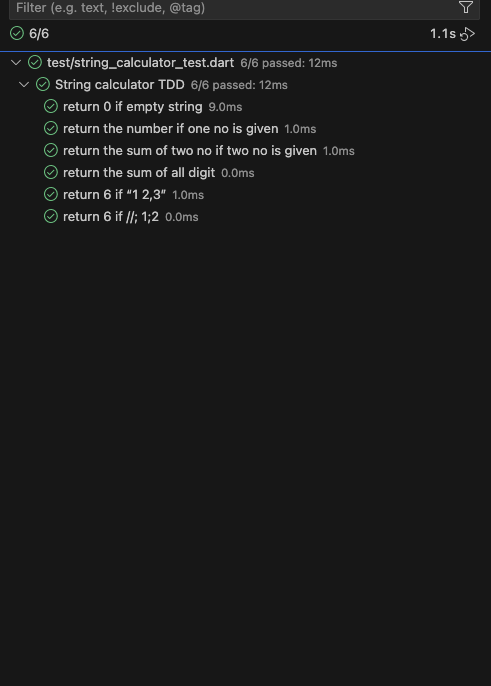 Filter (e.g. text, !exclude, @tag)
6/6 1.1s
test/string_calculator_test.dart 6/6 passed: 12ms
String calculator TDD 6/6 passed: 12ms
return 0 if empty string 9.0ms
return the number if one no is given 1.0ms
return the sum of two no if two no is given 1.0ms
return the sum of all digit 0.0ms
return 6 if “1 2,3” 1.0ms
return 6 if //; 1;2 0.0ms